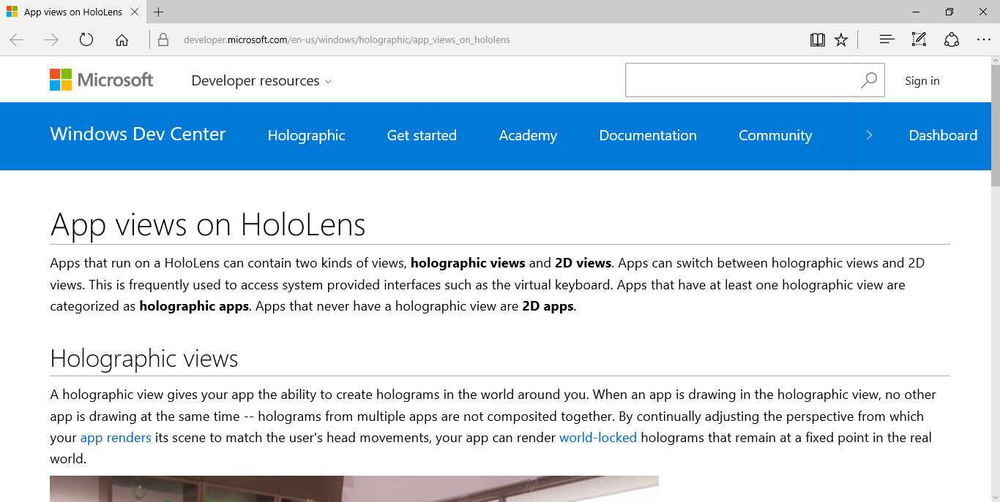 App views on HoloLens
developer.microsoft.com/en-us/windows/holographic/app_views_on_hololens
Microsoft
Developer resources
Sign in
Windows Dev Center
Holographic
Get started
Academy
Documentation
Community
Dashboard
App views on HoloLens
Apps that run on a HoloLens can contain two kinds of views, holographic views and 2D views. Apps can switch between holographic views and 2D
views. This is frequently used to access system provided interfaces such as the virtual keyboard. Apps that have at least one holographic view are
categorized as holographic apps. Apps that never have a holographic view are 2D apps.
Holographic views
A holographic view gives your app the ability to create holograms in the world around you. When an app is drawing in the holographic view, no other
app is drawing at the same time -- holograms from multiple apps are not composited together. By continually adjusting the perspective from which
your app renders its scene to match the user's head movements, your app can render world-locked holograms that remain at a fixed point in the real
world.